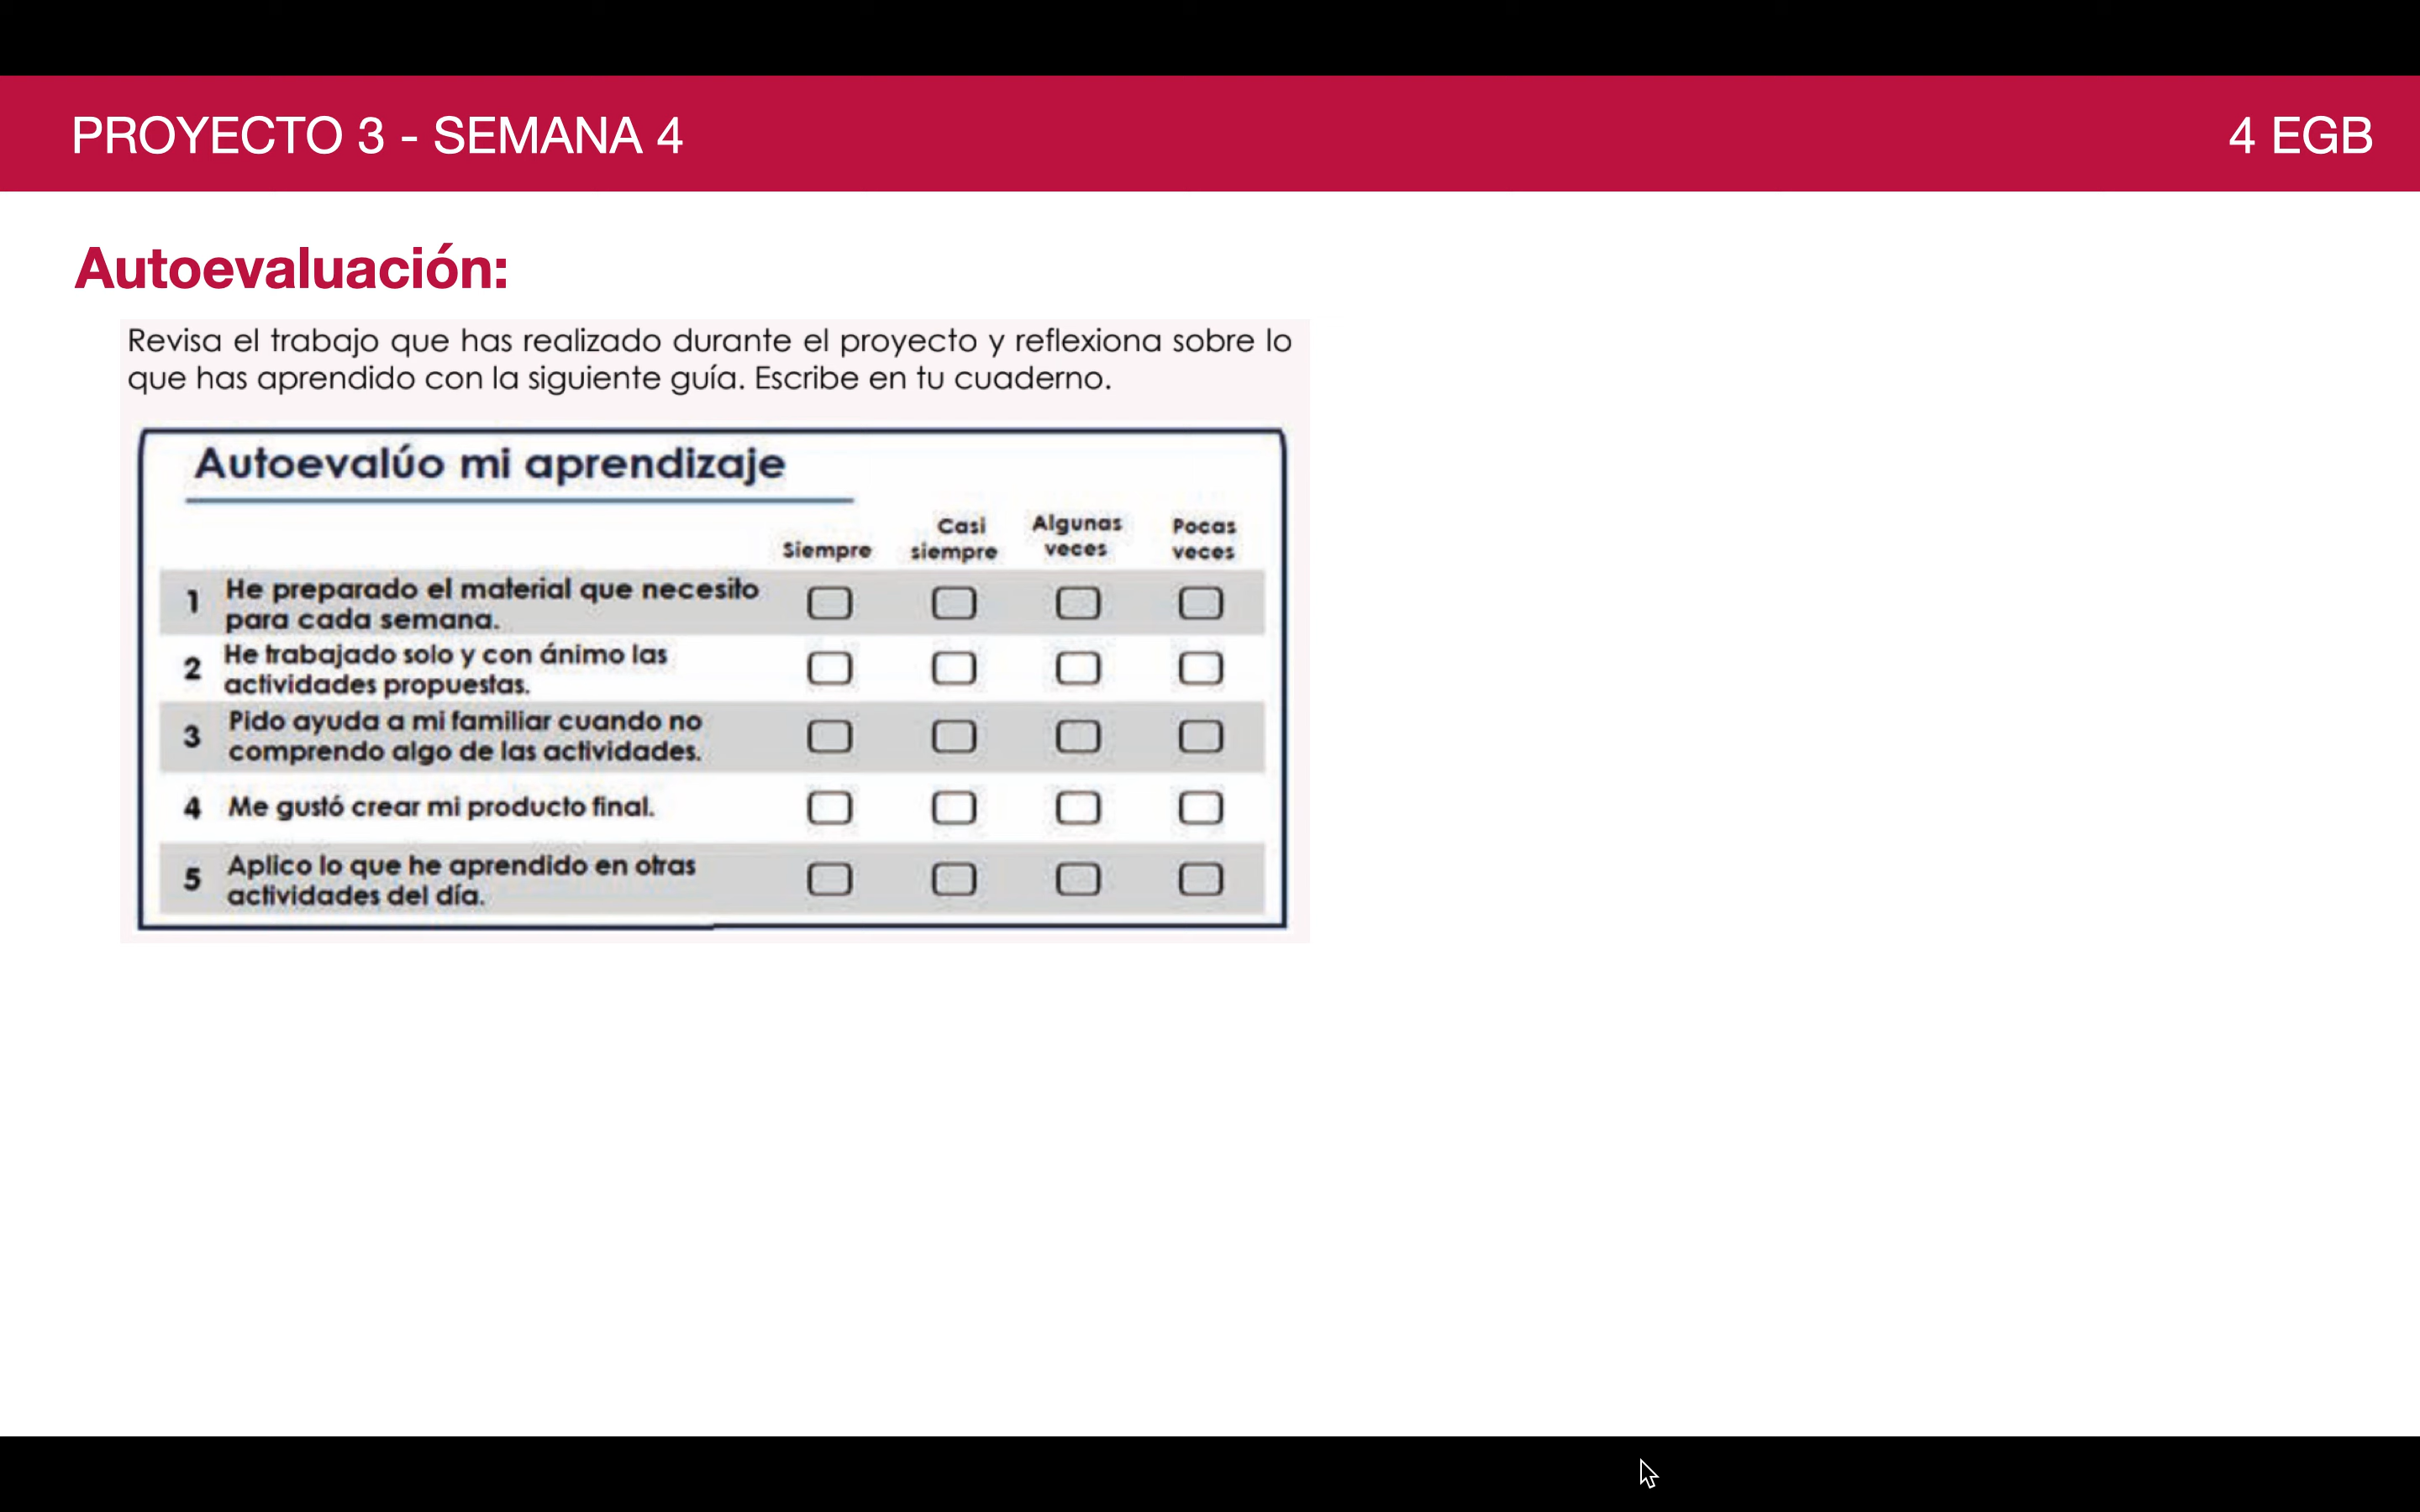 PROYECTO 3 - SEMANA 4
4 EGB
Autoevaluación:
Revisa el trabajo que has realizado durante el proyecto y reflexiona sobre lo
que has aprendido con la siguiente guía. Escribe en tu cuaderno.
Autoevalúo mi aprendizaje
Siempre
Casi
siempre
Algunas
veces
Pocas
veces
1 He preparado el material que necesito
para cada semana.
2 He trabajado solo y con ánimo las
actividades propuestas.
3 Pido ayuda a mi familiar cuando no
comprendo algo de las actividades.
4 Me gustó crear mi producto final.
5 Aplico lo que he aprendido en otras
actividades del día.